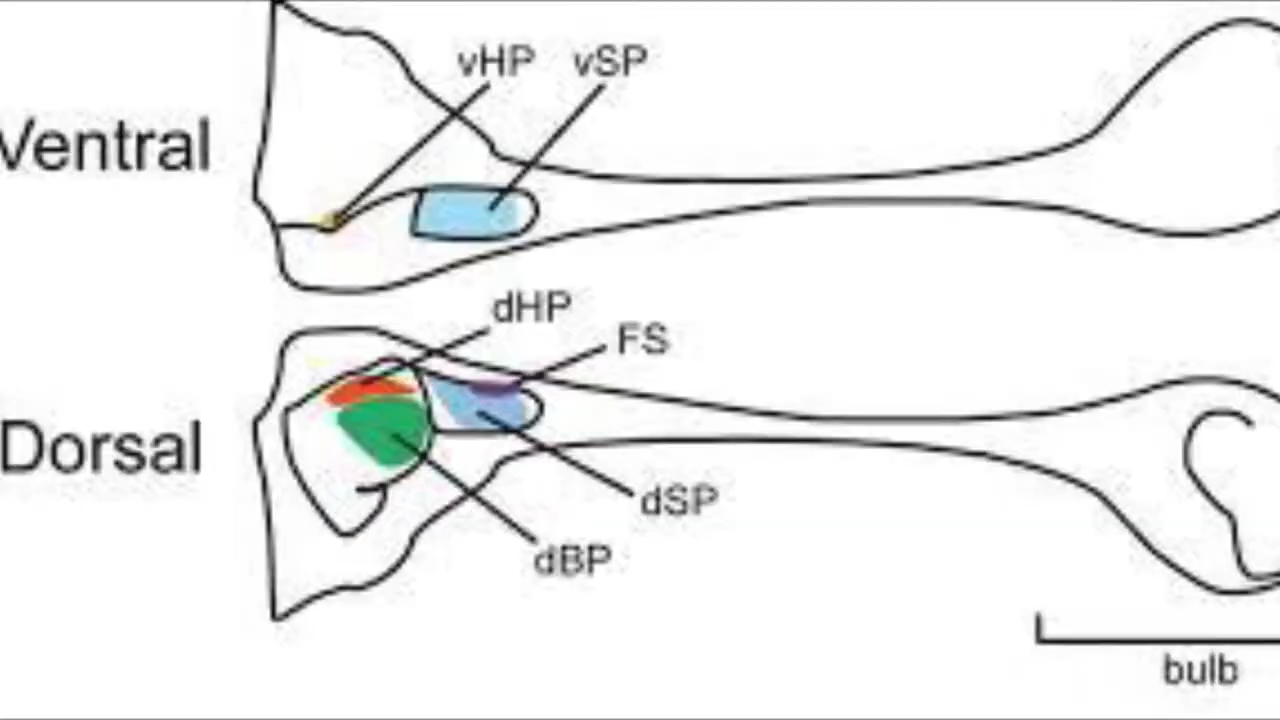 vHP vSP
Ventral
dHP
FS
Dorsal
dSP
dBP
bulb